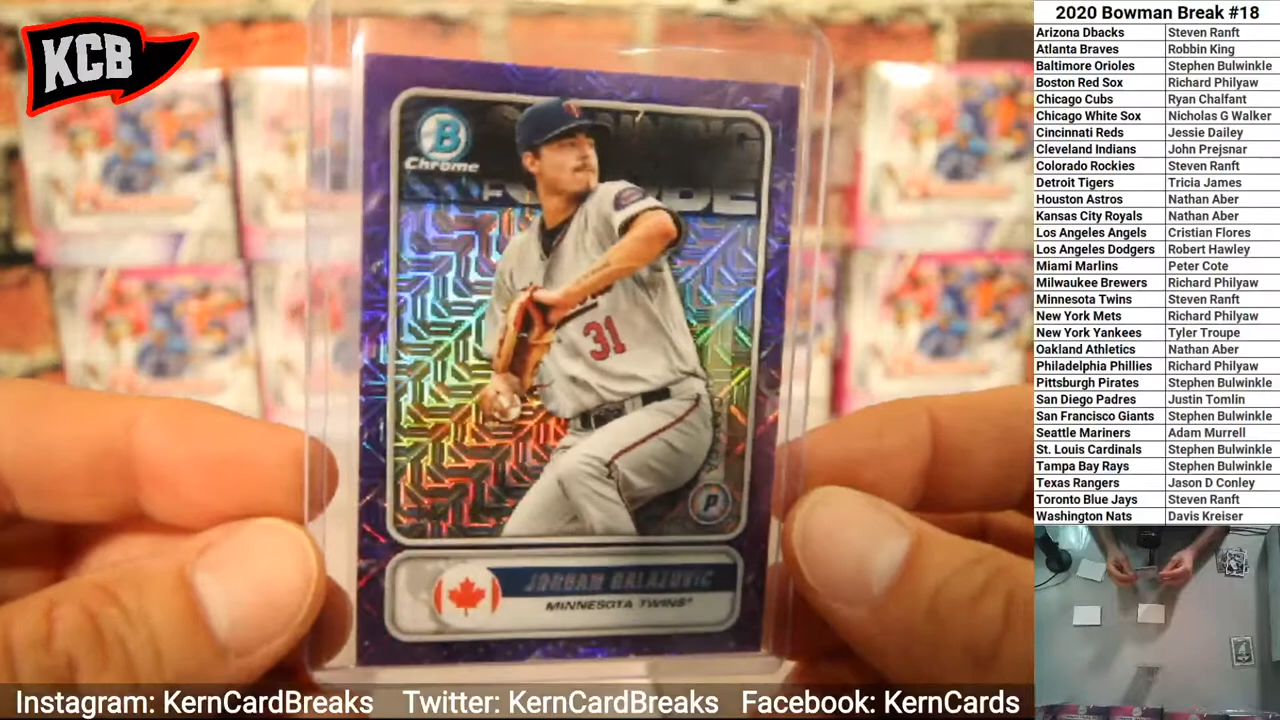 KCB
B
Chrome
31
P
JORDAN BALAZOVIC
MINNESOTA TWINS®
2020 Bowman Break #18
Arizona Dbacks Steven Ranft
Atlanta Braves Robbin King
Baltimore Orioles Stephen Bulwinkle
Boston Red Sox Richard Philyaw
Chicago Cubs Ryan Chalfant
Chicago White Sox Nicholas G Walker
Cincinnati Reds Jessie Dailey
Cleveland Indians John Prejsnar
Colorado Rockies Steven Ranft
Detroit Tigers Tricia James
Houston Astros Nathan Aber
Kansas City Royals Nathan Aber
Los Angeles Angels Cristian Flores
Los Angeles Dodgers Robert Hawley
Miami Marlins Peter Cote
Milwaukee Brewers Richard Philyaw
Minnesota Twins Steven Ranft
New York Mets Richard Philyaw
New York Yankees Tyler Troupe
Oakland Athletics Nathan Aber
Philadelphia Phillies Richard Philyaw
Pittsburgh Pirates Stephen Bulwinkle
San Diego Padres Justin Tomlin
San Francisco Giants Stephen Bulwinkle
Seattle Mariners Adam Murrell
St. Louis Cardinals Stephen Bulwinkle
Tampa Bay Rays Stephen Bulwinkle
Texas Rangers Jason D Conley
Toronto Blue Jays Steven Ranft
Washington Nats Davis Kreiser
Instagram: KernCardBreaks Twitter: KernCardBreaks Facebook: KernCards